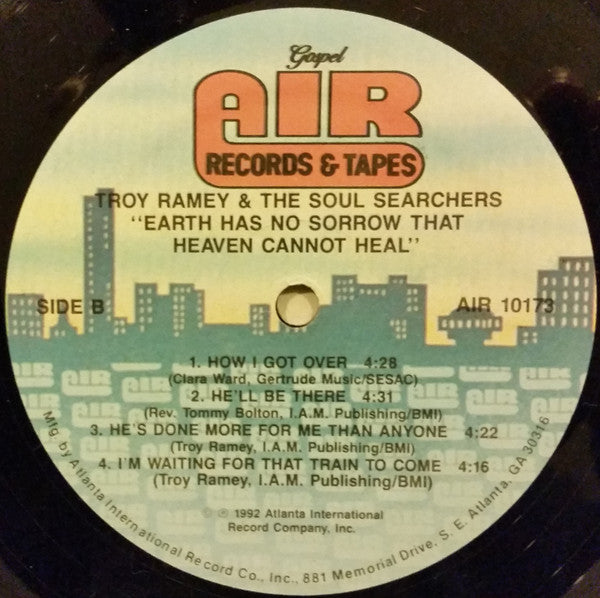 Gospel
AIR
RECORDS & TAPES
TROY RAMEY & THE SOUL SEARCHERS
"EARTH HAS NO SORROW THAT
HEAVEN CANNOT HEAL"
SIDE B
AIR 10173
1. HOW I GOT OVER 4:28
(Clara Ward, Gertrude Music/SESAC)
2. HE'LL BE THERE 4:31
(Rev. Tommy Bolton, I.A.M. Publishing/BMI)
3. HE'S DONE MORE FOR ME THAN ANYONE 4:22
(Troy Ramey, I.A.M. Publishing/BMI)
4. I'M WAITING FOR THAT TRAIN TO COME 4:16
(Troy Ramey, I.A.M. Publishing/BMI)
© ℗ 1992 Atlanta International
Record Company, Inc.
Mfg. by Atlanta International Record Co., Inc., 881 Memorial Drive, S. E. Atlanta, GA 30316